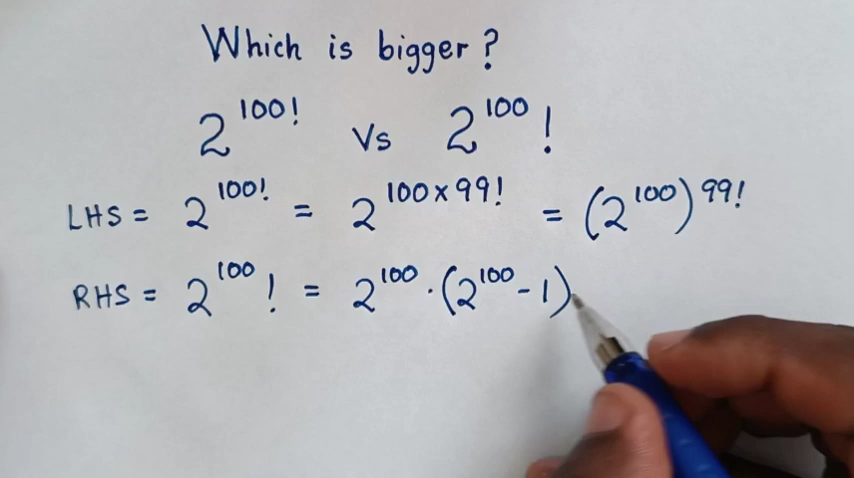 Which is bigger?
2^100! Vs 2^100!
LHS = 2^100! = 2^100×99! = (2^100)^99!
RHS = 2^100! = 2^100 · (2^100 - 1)